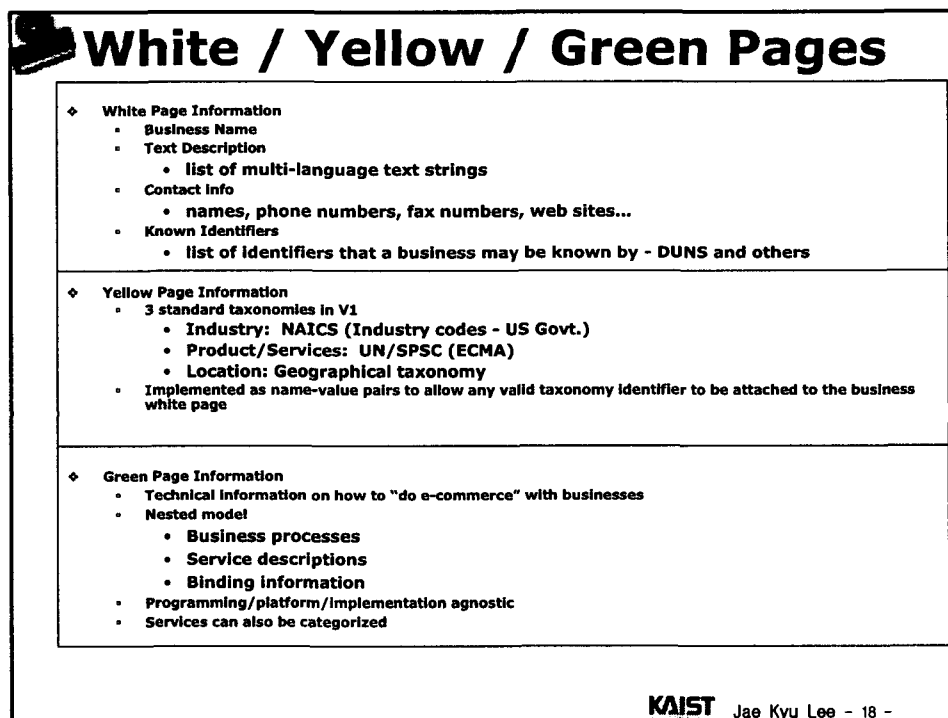 White / Yellow / Green Pages
❖ White Page Information
▫ Business Name
▫ Text Description
• list of multi-language text strings
▫ Contact info
• names, phone numbers, fax numbers, web sites...
▫ Known Identifiers
• list of identifiers that a business may be known by - DUNS and others
❖ Yellow Page Information
▫ 3 standard taxonomies in V1
• Industry: NAICS (Industry codes - US Govt.)
• Product/Services: UN/SPSC (ECMA)
• Location: Geographical taxonomy
▫ Implemented as name-value pairs to allow any valid taxonomy identifier to be attached to the business
white page
❖ Green Page Information
▫ Technical information on how to “do e-commerce” with businesses
▫ Nested model
• Business processes
• Service descriptions
• Binding information
▫ Programming/platform/implementation agnostic
▫ Services can also be categorized
KAIST Jae Kyu Lee - 18 -